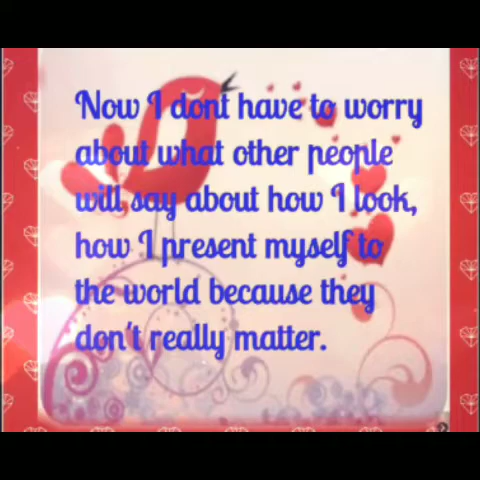 Now I dont have to worry
about what other people
will say about how I look,
how I present myself to
the world because they
don't really matter.